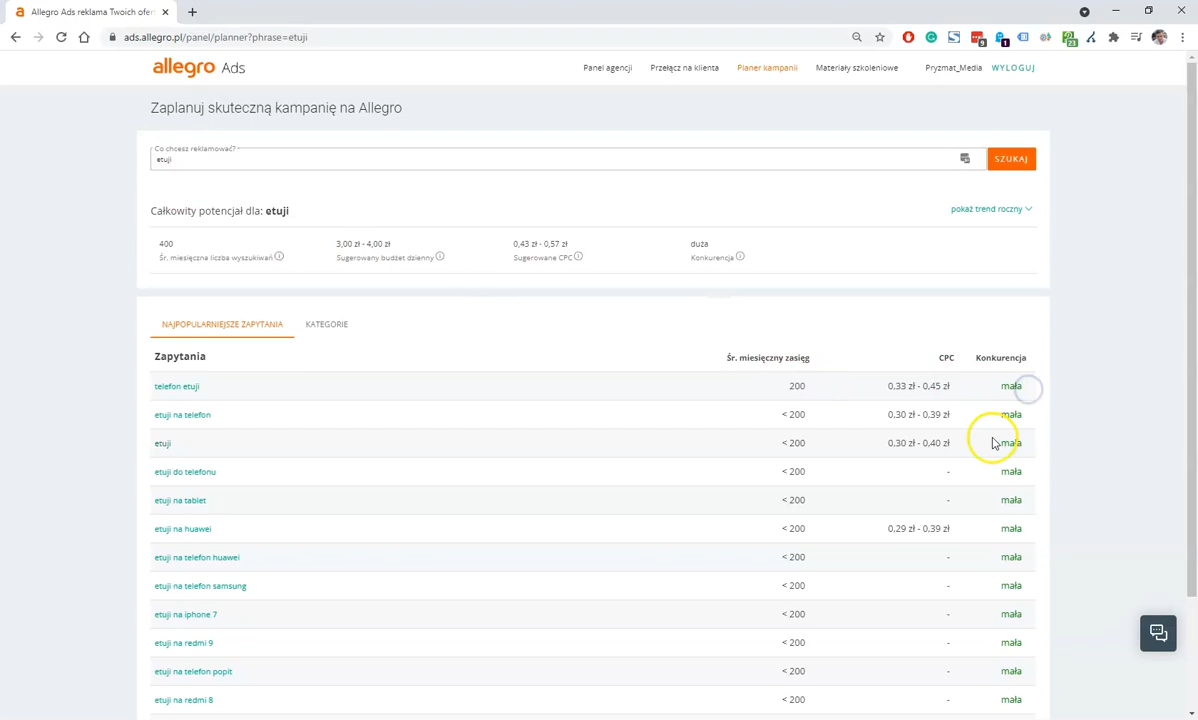 Allegro Ads reklama Twoich ofer
ads.allegro.pl/panel/planner?phrase=etuji
9
1
23
allegro Ads
Panel agencji
Przełącz na klienta
Planer kampanii
Materiały szkoleniowe
Pryzmat_Media
WYLOGUJ
Zaplanuj skuteczną kampanię na Allegro
Co chcesz reklamować? *
etuji
SZUKAJ
Całkowity potencjał dla: etuji
pokaż trend roczny
400
3,00 zł - 4,00 zł
0,43 zł - 0,57 zł
duża
Śr. miesięczna liczba wyszukiwań
Sugerowany budżet dzienny
Sugerowane CPC
Konkurencja
NAJPOPULARNIEJSZE ZAPYTANIA
KATEGORIE
Zapytania Śr. miesięczny zasięg CPC Konkurencja
telefon etuji 200 0,33 zł - 0,45 zł mała
etuji na telefon < 200 0,30 zł - 0,39 zł mała
etuji < 200 0,30 zł - 0,40 zł mała
etuji do telefonu < 200 - mała
etuji na tablet < 200 - mała
etuji na huawei < 200 0,29 zł - 0,39 zł mała
etuji na telefon huawei < 200 - mała
etuji na telefon samsung < 200 - mała
etuji na iphone 7 < 200 - mała
etuji na redmi 9 < 200 - mała
etuji na telefon popit < 200 - mała
etuji na redmi 8 < 200 - mała